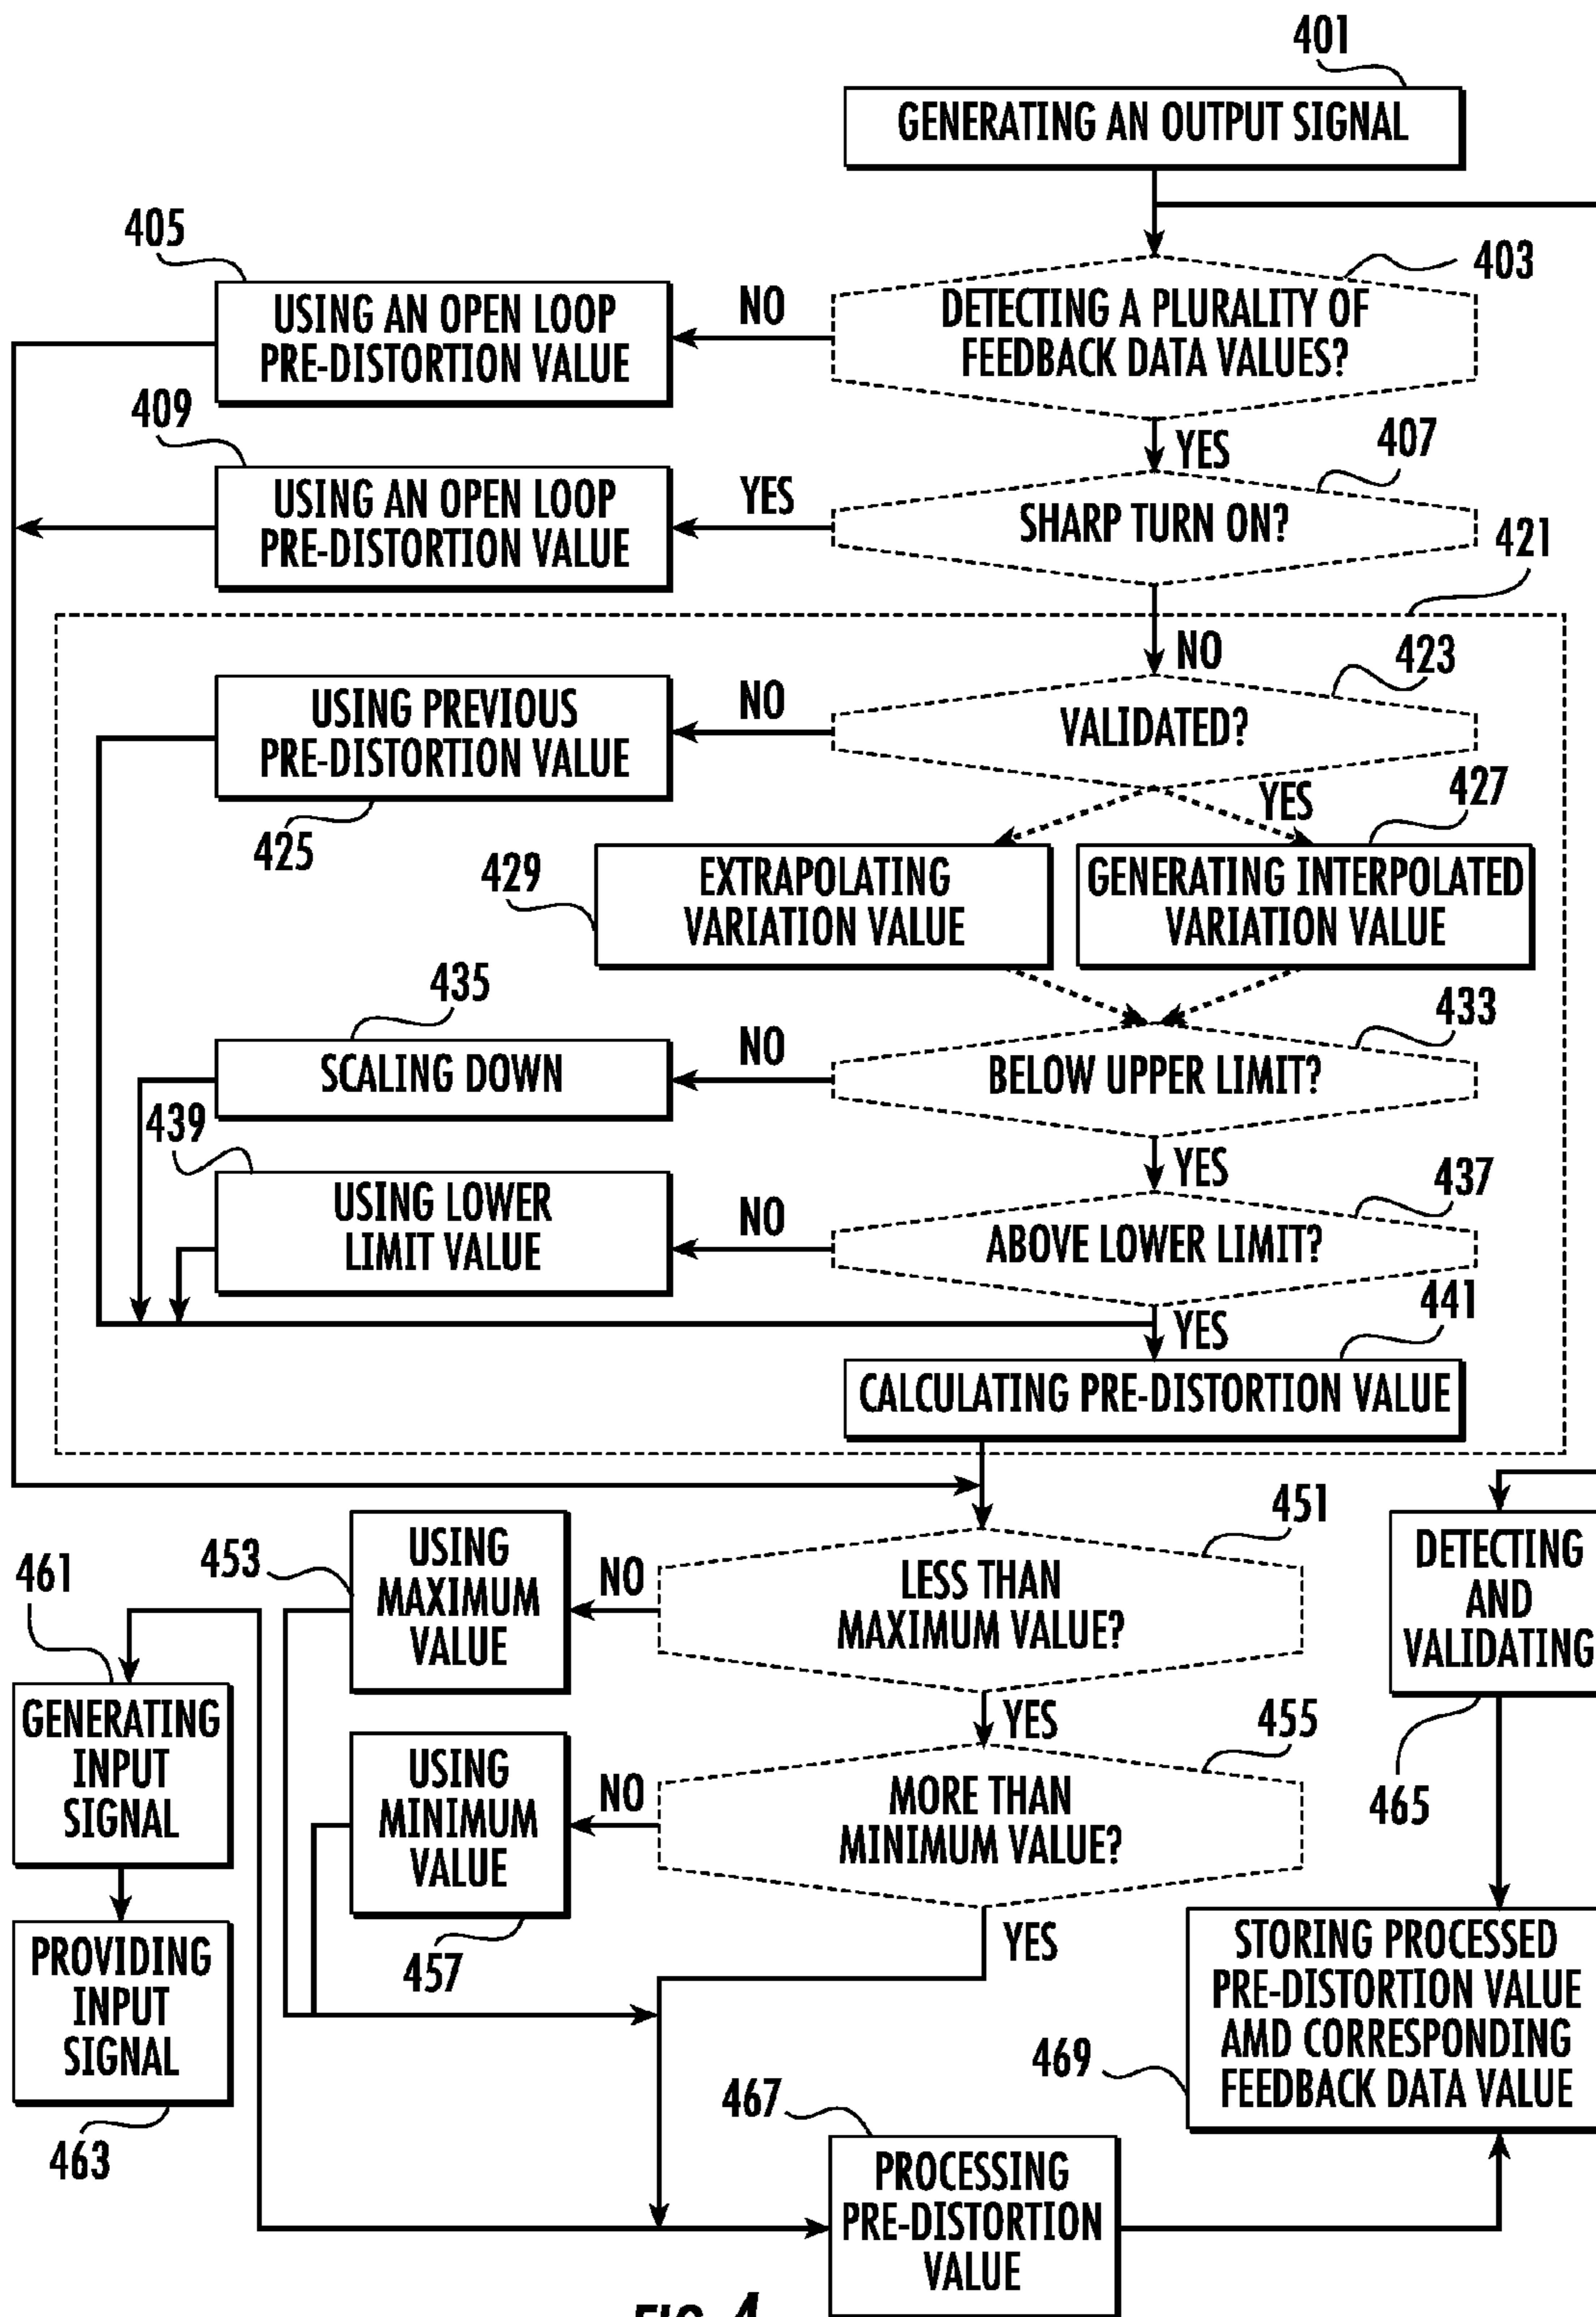 401
GENERATING AN OUTPUT SIGNAL
405
403
USING AN OPEN LOOP
PRE-DISTORTION VALUE
NO
DETECTING A PLURALITY OF
FEEDBACK DATA VALUES?
409
YES
407
USING AN OPEN LOOP
PRE-DISTORTION VALUE
YES
SHARP TURN ON?
421
NO
423
USING PREVIOUS
PRE-DISTORTION VALUE
NO
VALIDATED?
425
YES
427
429
EXTRAPOLATING
VARIATION VALUE
GENERATING INTERPOLATED
VARIATION VALUE
435
433
SCALING DOWN
NO
BELOW UPPER LIMIT?
439
YES
437
USING LOWER
LIMIT VALUE
NO
ABOVE LOWER LIMIT?
441
YES
CALCULATING PRE-DISTORTION VALUE
451
453
USING
MAXIMUM
VALUE
NO
LESS THAN
MAXIMUM VALUE?
DETECTING
AND
VALIDATING
461
YES
455
465
GENERATING
INPUT
SIGNAL
USING
MINIMUM
VALUE
NO
MORE THAN
MINIMUM VALUE?
457
YES
PROVIDING
INPUT
SIGNAL
463
STORING PROCESSED
PRE-DISTORTION VALUE
AMD CORRESPONDING
FEEDBACK DATA VALUE
469
467
PROCESSING
PRE-DISTORTION
VALUE
FIG. 4